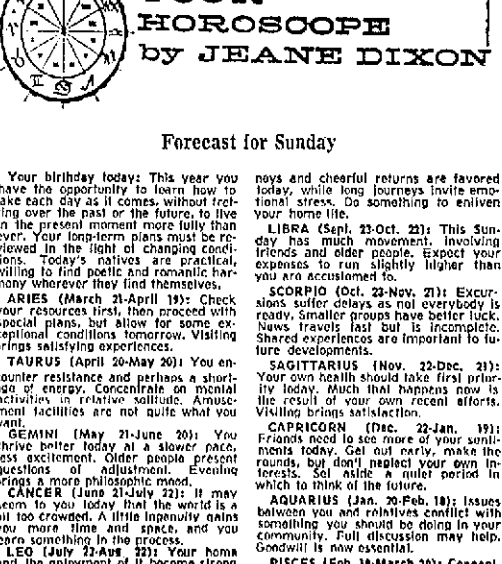 HOROSCOPE
by JEANE DIXON
Forecast for Sunday
Your birthday today: This year you
have the opportunity to learn how to
take each day as it comes, without fret-
ting over the past or the future, to live
in the present moment more fully than
ever. Your long-term plans must be re-
viewed in the light of changing condi-
tions. Today's natives are practical,
willing to find poetic and romantic har-
mony wherever they find themselves.
ARIES (March 21-April 19): Check
your resources first, then proceed with
special plans, but allow for some ex-
ceptional conditions tomorrow. Visiting
brings satisfying experiences.
TAURUS (April 20-May 20): You en-
counter resistance and perhaps a short-
age of energy. Concentrate on mental
activities in relative solitude. Amuse-
ment facilities are not quite what you
want.
GEMINI (May 21-June 20): You
thrive better today at a slower pace,
less excitement. Older people present
questions of adjustment. Evening
brings a more philosophic mood.
CANCER (June 21-July 22): It may
seem to you today that the world is a
bit too crowded. A little ingenuity gains
you more time and space, and you
learn something in the process.
LEO (July 22-Aug. 22): Your home
and the enjoyment of it become strong
neys and cheerful returns are favored
today, while long journeys invite emo-
tional stress. Do something to enliven
your home life.
LIBRA (Sept. 23-Oct. 22): This Sun-
day has much movement, involving
friends and older people. Expect your
expenses to run slightly higher than
you are accustomed to.
SCORPIO (Oct. 23-Nov. 21): Excur-
sions suffer delays as not everybody is
ready. Smaller groups have better luck.
News travels fast but is incomplete.
Shared experiences are important to fu-
ture developments.
SAGITTARIUS (Nov. 22-Dec. 21):
Your own health should take first prior-
ity today. Much that happens now is
the result of your own recent efforts.
Visiting brings satisfaction.
CAPRICORN (Dec. 22-Jan. 19):
Friends need to see more of your senti-
ments today. Get out early, make the
rounds, but don't neglect your own in-
terests. Set aside a quiet period in
which to think of the future.
AQUARIUS (Jan. 20-Feb. 18): Issues
between you and relatives conflict with
something you should be doing in your
community. Full discussion may help.
Goodwill is now essential.
PISCES (Feb. 19-March 20):